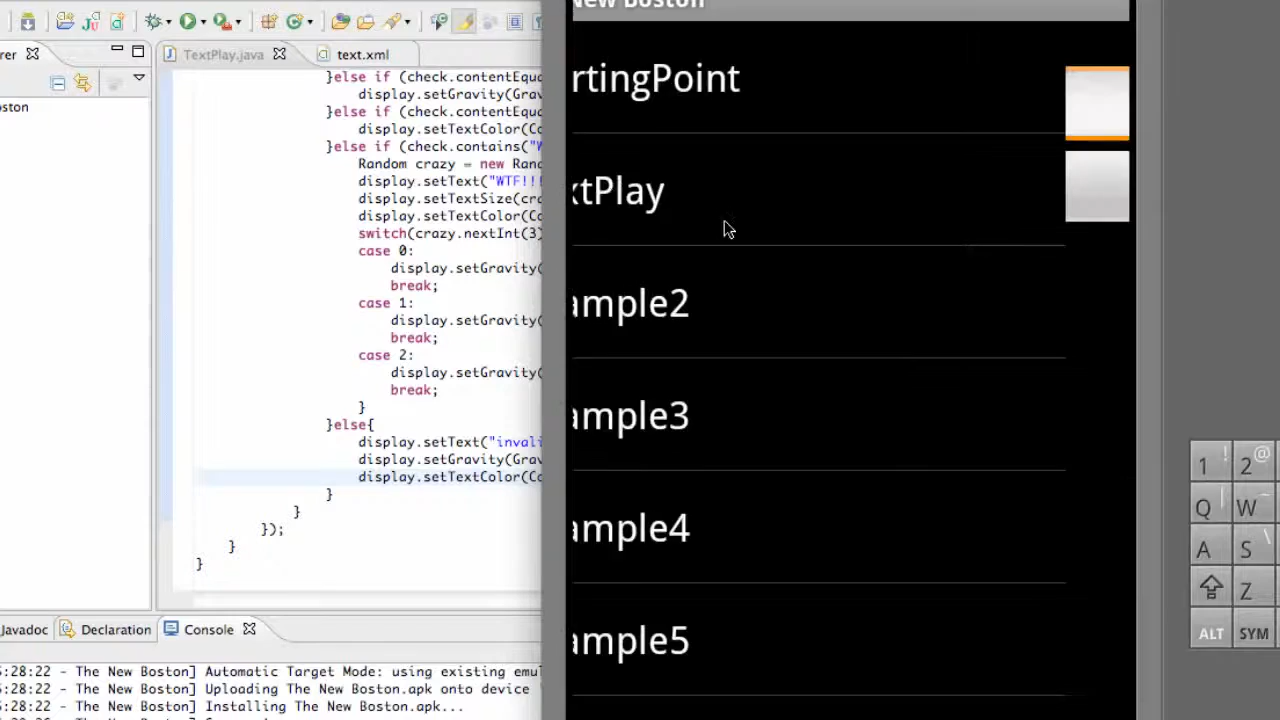 New Boston
TextPlay.java
text.xml
ston
}else if (check.contentEqu
display.setGravity(Grav
}else if (check.contentEqu
display.setTextColor(Co
}else if (check.contains("W
Random crazy = new Rand
display.setText("WTF!!!
display.setTextSize(cra
display.setTextColor(Co
switch(crazy.nextInt(3)
case 0:
display.setGravity(
break;
case 1:
display.setGravity(
break;
case 2:
display.setGravity(
break;
}
}else{
display.setText("invali
display.setGravity(Grav
display.setTextColor(Co
}
}
});
}
}
rtingPoint
xtPlay
ample2
ample3
ample4
ample5
1 ! 2 @
Q | W ~
A S \
Z
ALT SYM
Javadoc Declaration Console
:28:22 - The New Boston] Automatic Target Mode: using existing emul
:28:22 - The New Boston] Uploading The New Boston.apk onto device
:28:22 - The New Boston] Installing The New Boston.apk...